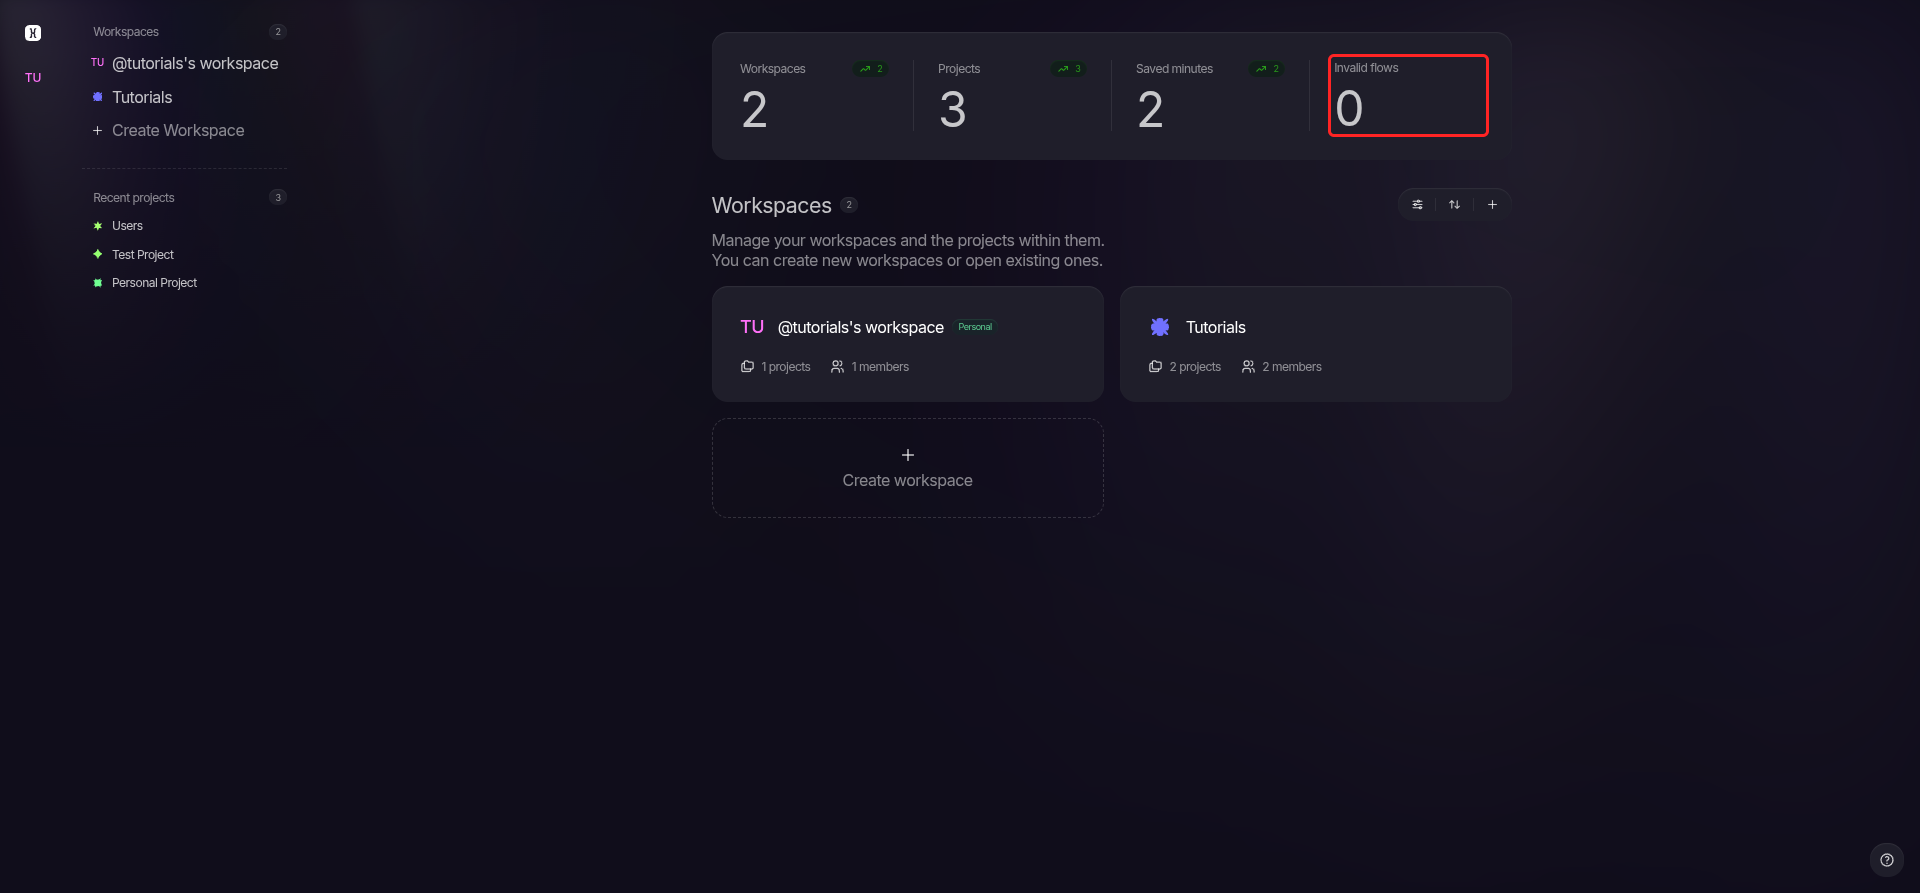 Workspaces 2
TU @tutorials's workspace
Tutorials
Create Workspace
Recent projects 3
Users
Test Project
Personal Project
TU
Workspaces 2
2
Projects 3
3
Saved minutes 2
2
Invalid flows
0
Workspaces 2
Manage your workspaces and the projects within them.
You can create new workspaces or open existing ones.
TU @tutorials's workspace Personal
1 projects 1 members
Tutorials
2 projects 2 members
Create workspace